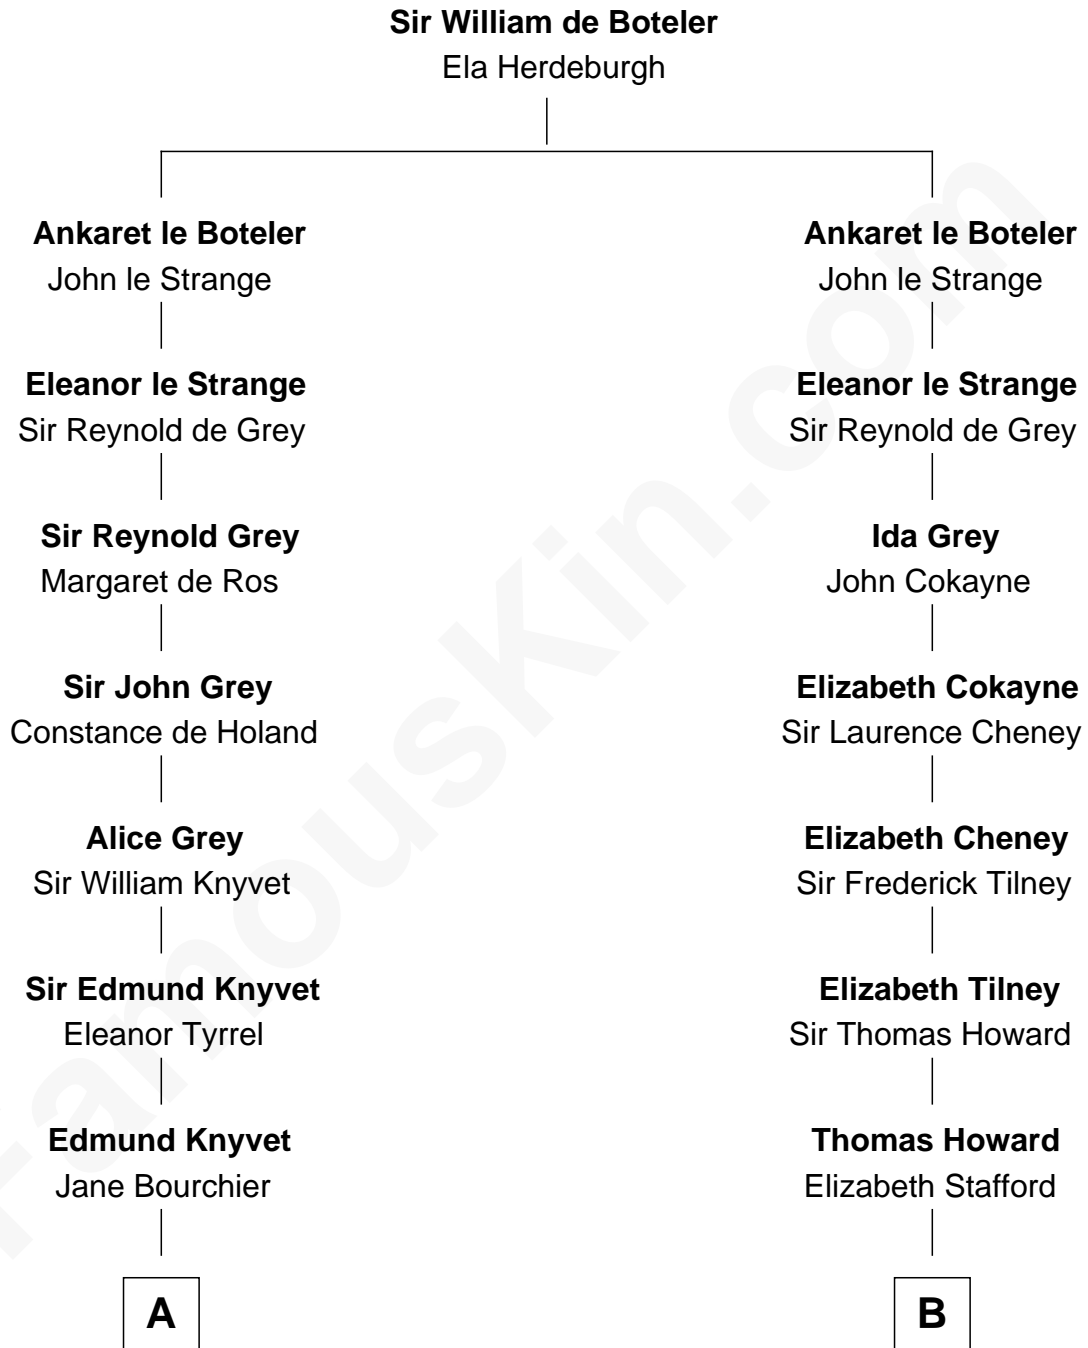 Sir William de Boteler
Ela Herdeburgh
Ankaret le Boteler
John le Strange
Eleanor le Strange
Sir Reynold de Grey
Sir Reynold Grey
Margaret de Ros
Sir John Grey
Constance de Holand
Alice Grey
Sir William Knyvet
Sir Edmund Knyvet
Eleanor Tyrrel
Edmund Knyvet
Jane Bourchier
A
Ankaret le Boteler
John le Strange
Eleanor le Strange
Sir Reynold de Grey
Ida Grey
John Cokayne
Elizabeth Cokayne
Sir Laurence Cheney
Elizabeth Cheney
Sir Frederick Tilney
Elizabeth Tilney
Sir Thomas Howard
Thomas Howard
Elizabeth Stafford
B
FamousKin.com